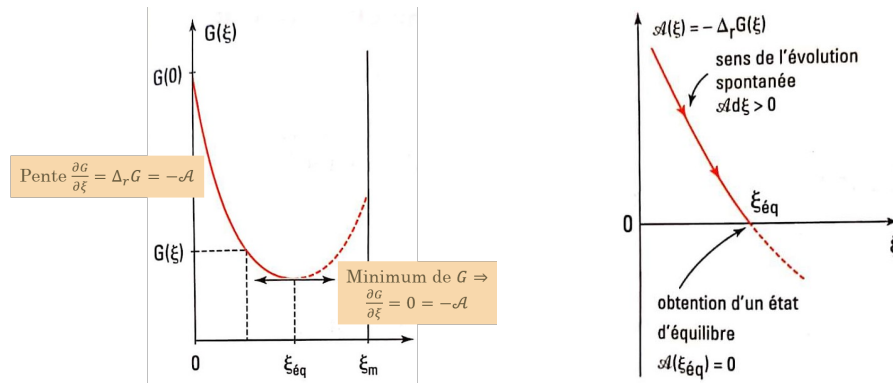 G(ξ)
G(0)
Pente ∂G/∂ξ = Δ_rG = −𝒜
G(ξ)
Minimum de G ⇒
∂G/∂ξ = 0 = −𝒜
0
ξ_éq
ξ_m
𝒜(ξ) = − Δ_rG(ξ)
sens de l'évolution
spontanée
𝒜dξ > 0
ξ_éq
0
ξ
obtention d'un état
d'équilibre
𝒜(ξ_éq) = 0